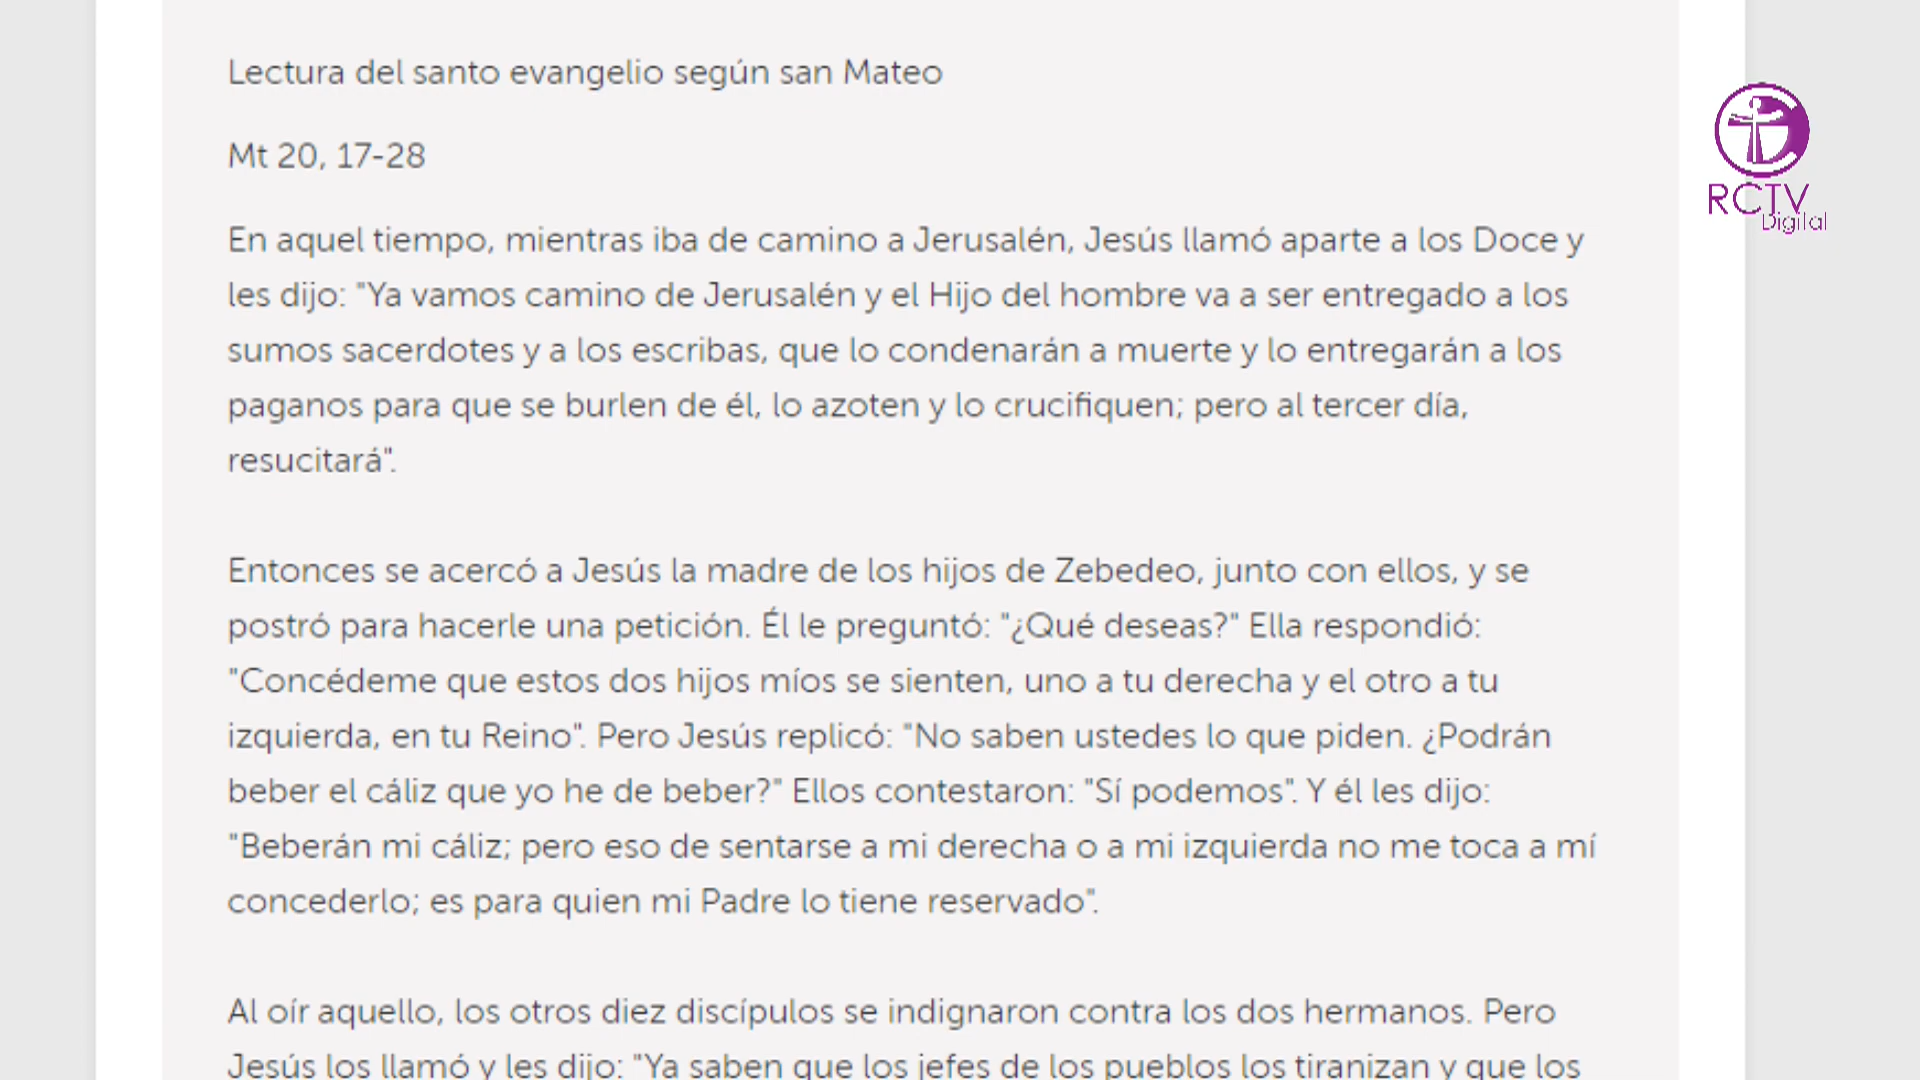 Lectura del santo evangelio según san Mateo
Mt 20, 17-28
En aquel tiempo, mientras iba de camino a Jerusalén, Jesús llamó aparte a los Doce y
les dijo: "Ya vamos camino de Jerusalén y el Hijo del hombre va a ser entregado a los
sumos sacerdotes y a los escribas, que lo condenarán a muerte y lo entregarán a los
paganos para que se burlen de él, lo azoten y lo crucifiquen; pero al tercer día,
resucitará".
Entonces se acercó a Jesús la madre de los hijos de Zebedeo, junto con ellos, y se
postró para hacerle una petición. Él le preguntó: "¿Qué deseas?" Ella respondió:
"Concédeme que estos dos hijos míos se sienten, uno a tu derecha y el otro a tu
izquierda, en tu Reino". Pero Jesús replicó: "No saben ustedes lo que piden. ¿Podrán
beber el cáliz que yo he de beber?" Ellos contestaron: "Sí podemos". Y él les dijo:
"Beberán mi cáliz; pero eso de sentarse a mi derecha o a mi izquierda no me toca a mí
concederlo; es para quien mi Padre lo tiene reservado".
Al oír aquello, los otros diez discípulos se indignaron contra los dos hermanos. Pero
Jesús los llamó y les dijo: "Ya saben que los jefes de los pueblos los tiranizan y que los
RCTV
Digital